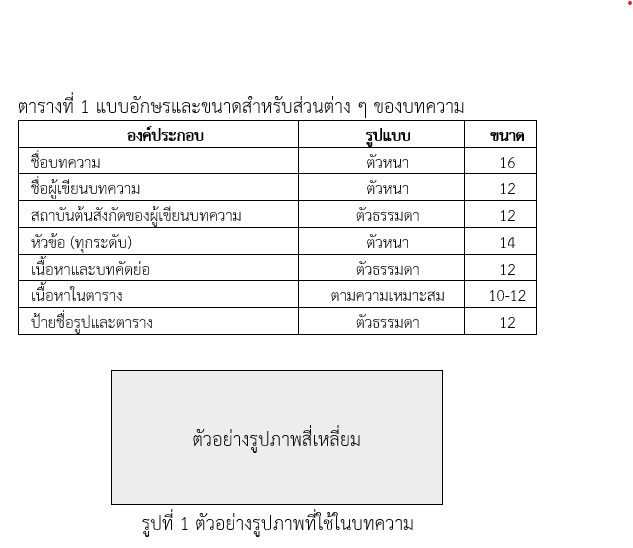 ตารางที่ 1 แบบอักษรและขนาดสำหรับส่วนต่าง ๆ ของบทความ
องค์ประกอบ รูปแบบ ขนาด
ชื่อบทความ ตัวหนา 16
ชื่อผู้เขียนบทความ ตัวหนา 12
สถาบันต้นสังกัดของผู้เขียนบทความ ตัวธรรมดา 12
หัวข้อ (ทุกระดับ) ตัวหนา 14
เนื้อหาและบทคัดย่อ ตัวธรรมดา 12
เนื้อหาในตาราง ตามความเหมาะสม 10-12
ป้ายชื่อรูปและตาราง ตัวธรรมดา 12
ตัวอย่างรูปภาพสี่เหลี่ยม
รูปที่ 1 ตัวอย่างรูปภาพที่ใช้ในบทความ